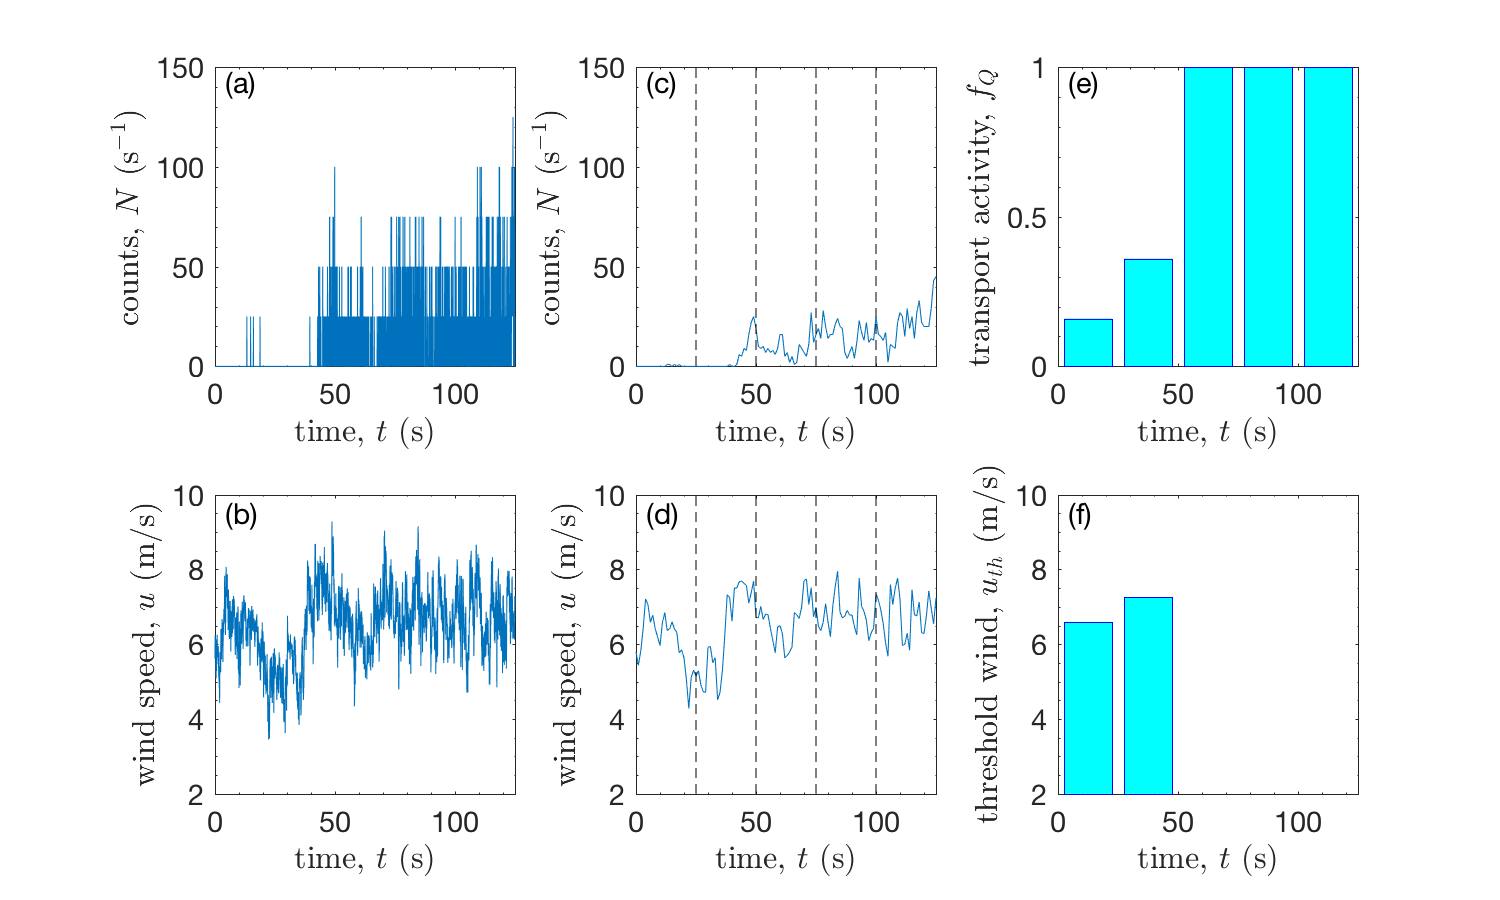 (a)
150
100
50
0
0 50 100
counts, N (s⁻¹)
time, t (s)
(c)
150
100
50
0
0 50 100
counts, N (s⁻¹)
time, t (s)
(e)
1
0.5
0
0 50 100
transport activity, f_Q
time, t (s)
(b)
10
8
6
4
2
0 50 100
wind speed, u (m/s)
time, t (s)
(d)
10
8
6
4
2
0 50 100
wind speed, u (m/s)
time, t (s)
(f)
10
8
6
4
2
0 50 100
threshold wind, u_th (m/s)
time, t (s)